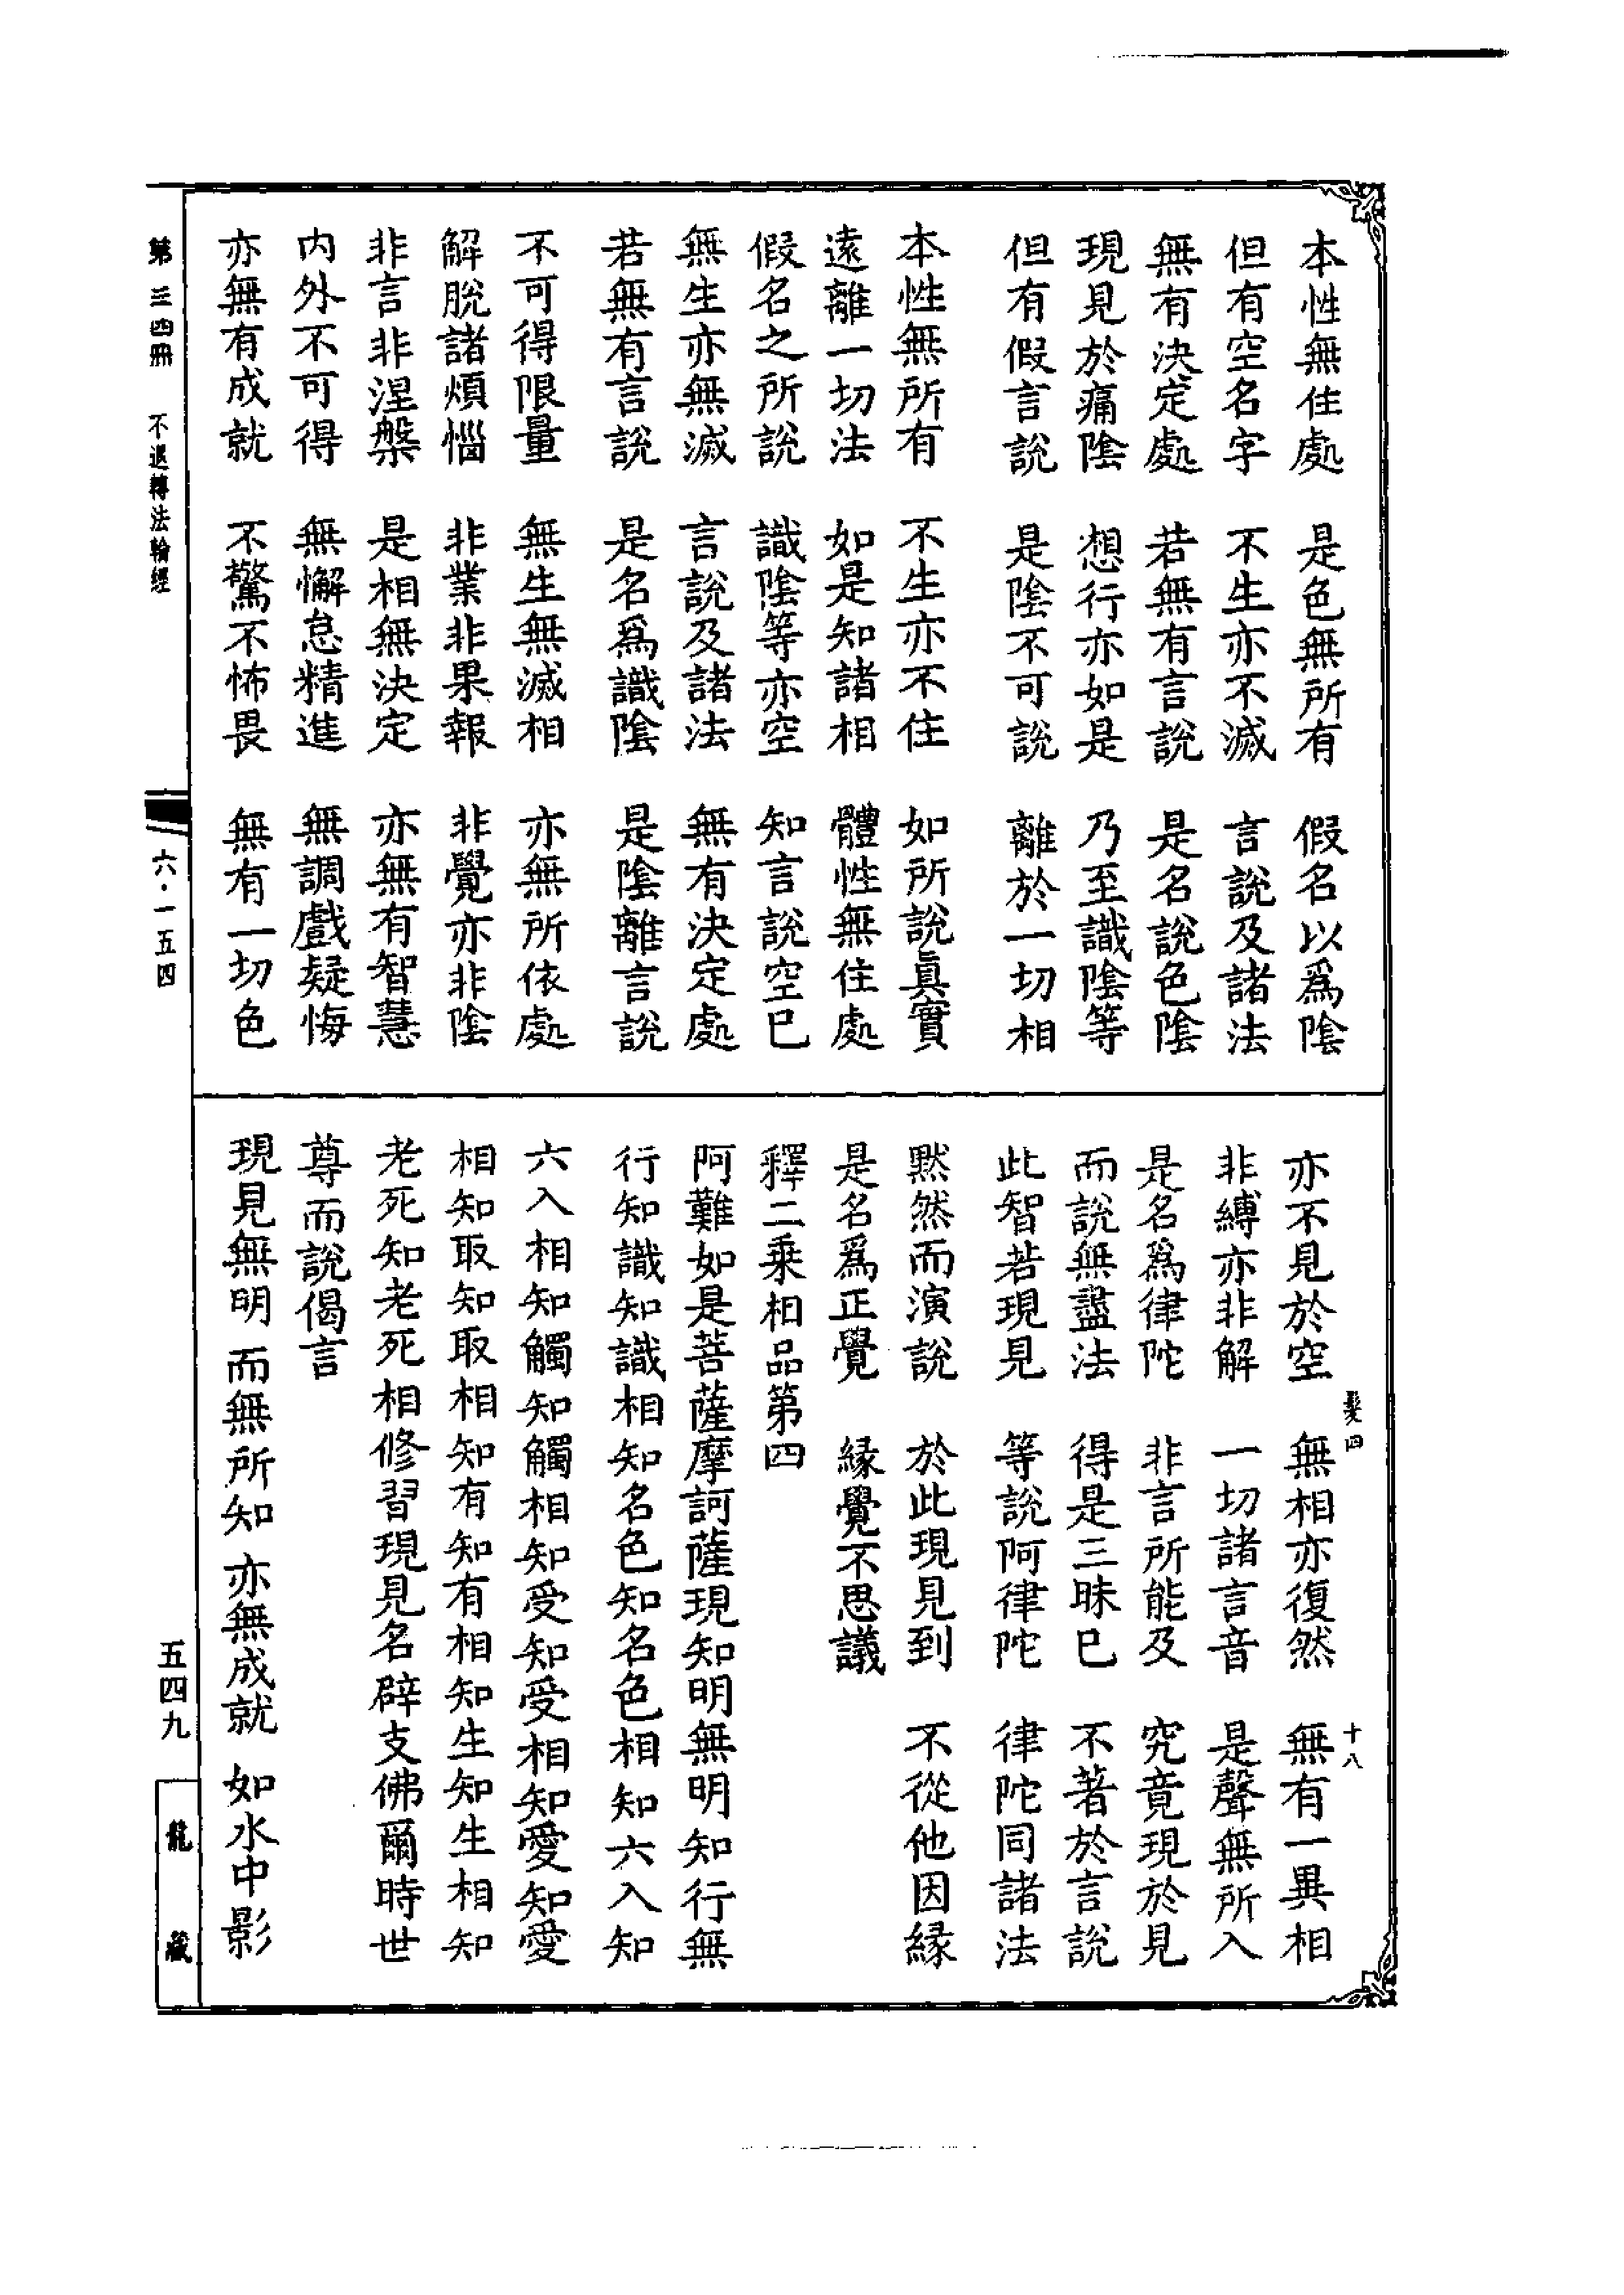 本性無住處　是色無所有　假名以爲陰
但有空名字　不生亦不滅　言說及諸法
無有決定處　若無有言說　是名說色陰
現見於痛陰　想行亦如是　乃至識陰等
但有假言說　是陰不可說　離於一切相
本性無所有　不生亦不住　如所說真實
遠離一切法　如是知諸相　體性無住處
假名之所說　識陰等亦空　知言說空已
無生亦無滅　言說及諸法　無有決定處
若無有言說　是名爲識陰　是陰離言說
不可得限量　無生無滅相　亦無所依處
解脫諸煩惱　非業非果報　非覺亦非陰
非言非涅槃　是相無決定　亦無有智慧
內外不可得　無懈怠精進　無調戲疑悔
亦無有成就　不驚不怖畏　無有一切色
亦不見於空　無相亦復然　無有一異相
非縛亦非解　一切諸言音　是聲無所入
是名爲律陀　非言所能及　究竟現於見
而說無盡法　得是三昧已　不著於言說
此智若現見　等說阿律陀　律陀同諸法
默然而演說　於此現見到　不從他因緣
是名爲正覺　緣覺不思議
釋二乘相品第四
阿難如是菩薩摩訶薩現知明無明知行無
行知識知識相知名色知名色相知六入知
六入相知觸知觸相知受知受相知愛知愛
相知取知取相知有知有相知生知生相知
老死知老死相修習現見名辟支佛爾時世
尊而說偈言
現見無明　而無所知　亦無成就　如水中影
髮四　十八
第三四冊　不退轉法輪經
六·一五四
五四九
龍藏